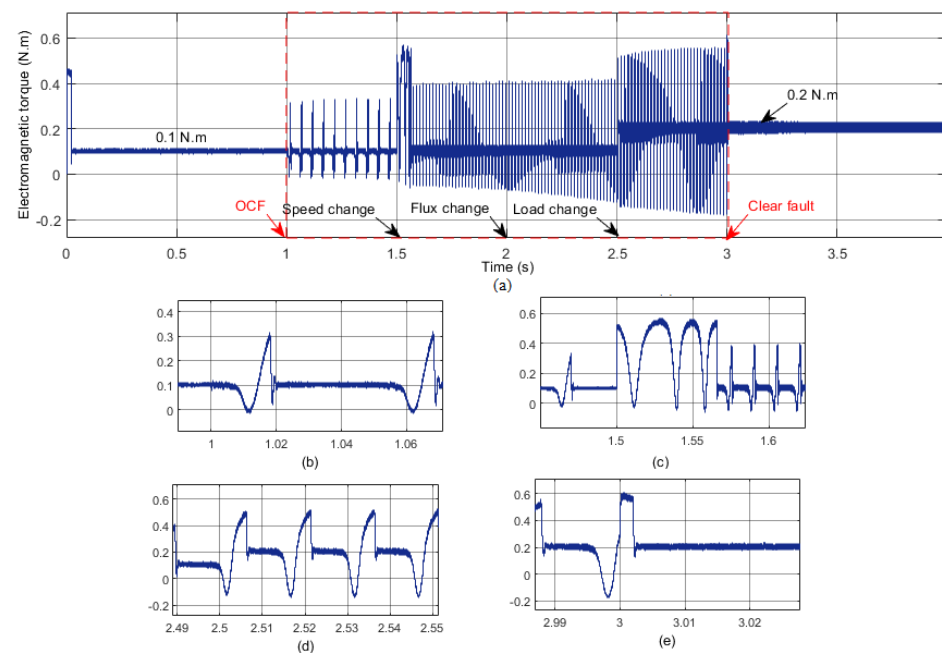 Electromagnetic torque (N.m)
0.6
0.4
0.2
0
-0.2
0.1 N.m
0.2 N.m
OCF
Speed change
Flux change
Load change
Clear fault
0 0.5 1 1.5 2 2.5 3 3.5
Time (s)
(a)
0.4
0.3
0.2
0.1
0
1 1.02 1.04 1.06
(b)
0.6
0.4
0.2
0
1.5 1.55 1.6
(c)
0.6
0.4
0.2
0
-0.2
2.49 2.5 2.51 2.52 2.53 2.54 2.55
(d)
0.6
0.4
0.2
0
-0.2
2.99 3 3.01 3.02
(e)